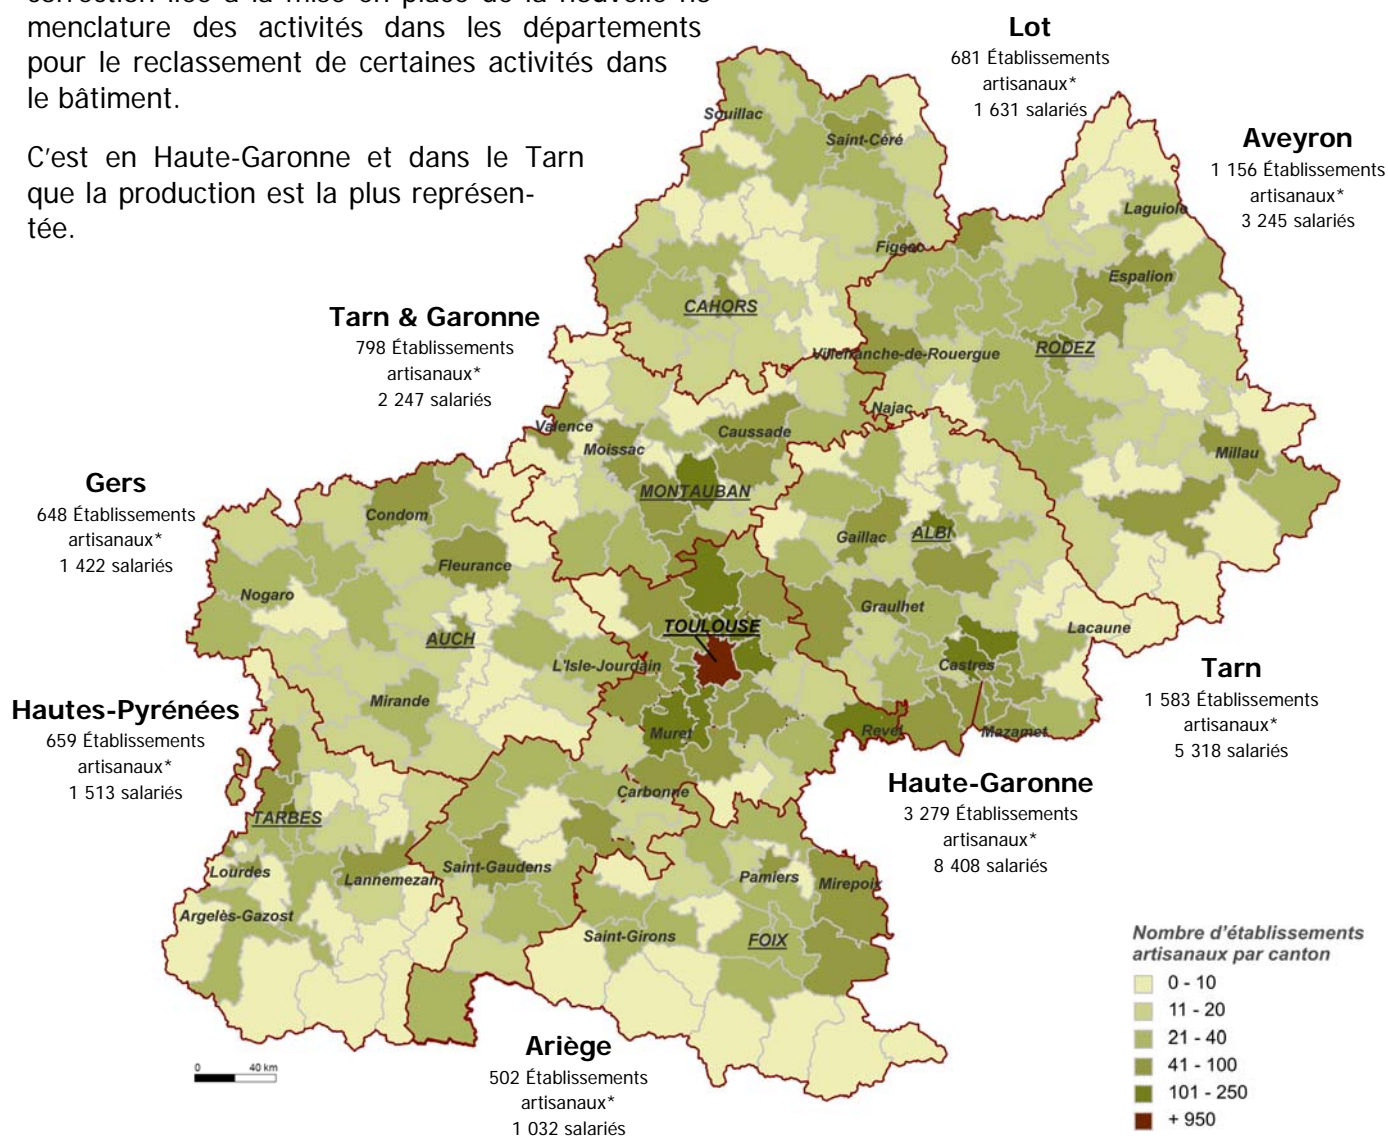 menclature des activités dans les départements
pour le reclassement de certaines activités dans
le bâtiment.
C'est en Haute-Garonne et dans le Tarn
que la production est la plus représen-
tée.
Lot
681 Établissements
artisanaux*
1 631 salariés
Aveyron
1 156 Établissements
artisanaux*
3 245 salariés
Tarn & Garonne
798 Établissements
artisanaux*
2 247 salariés
Gers
648 Établissements
artisanaux*
1 422 salariés
Hautes-Pyrénées
659 Établissements
artisanaux*
1 513 salariés
Tarn
1 583 Établissements
artisanaux*
5 318 salariés
Haute-Garonne
3 279 Établissements
artisanaux*
8 408 salariés
Ariège
502 Établissements
artisanaux*
1 032 salariés
Souillac
Saint-Céré
Figeac
CAHORS
Laguiole
Espalion
Villefranche-de-Rouergue
RODEZ
Najac
Millau
Valence
Moissac
Caussade
MONTAUBAN
Condom
Fleurance
Nogaro
AUCH
L'Isle-Jourdain
Mirande
Gaillac
ALBI
Graulhet
Lacaune
Castres
Mazamet
TOULOUSE
Muret
Revel
Carbonne
Saint-Gaudens
TARBES
Lourdes
Lannemezan
Argelès-Gazost
Pamiers
Mirepoix
Saint-Girons
FOIX
0 40 km
Nombre d'établissements
artisanaux par canton
0 - 10
11 - 20
21 - 40
41 - 100
101 - 250
+ 950